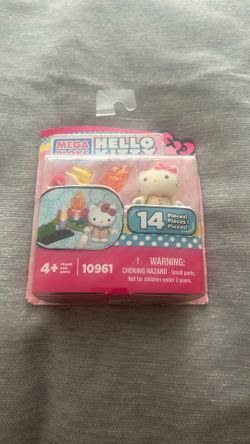 MEGA
BLOKS
HELLO
KITTY
14 Pieces!
Pièces!
Piezas!
4+
10961
! WARNING:
CHOKING HAZARD - Small parts.
Not for children under 3 years.